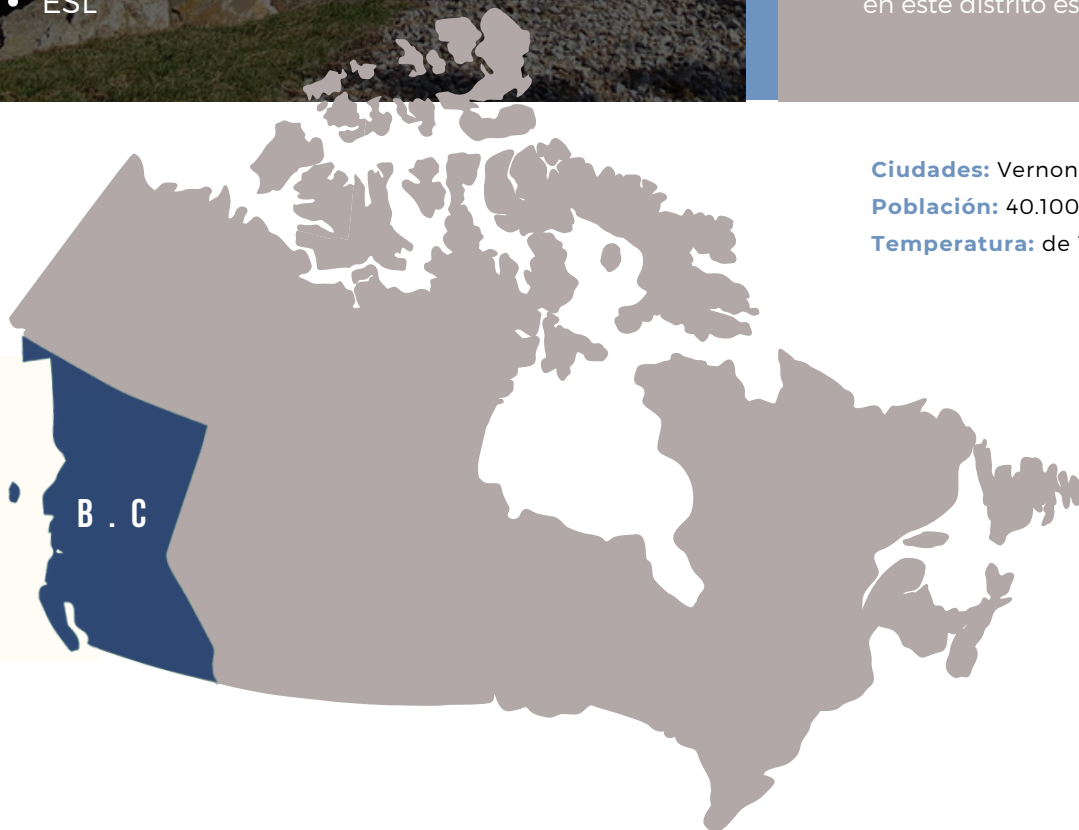 • ESL
en este distrito es
Ciudades: Vernon
Población: 40.100
Temperatura: de
B . C